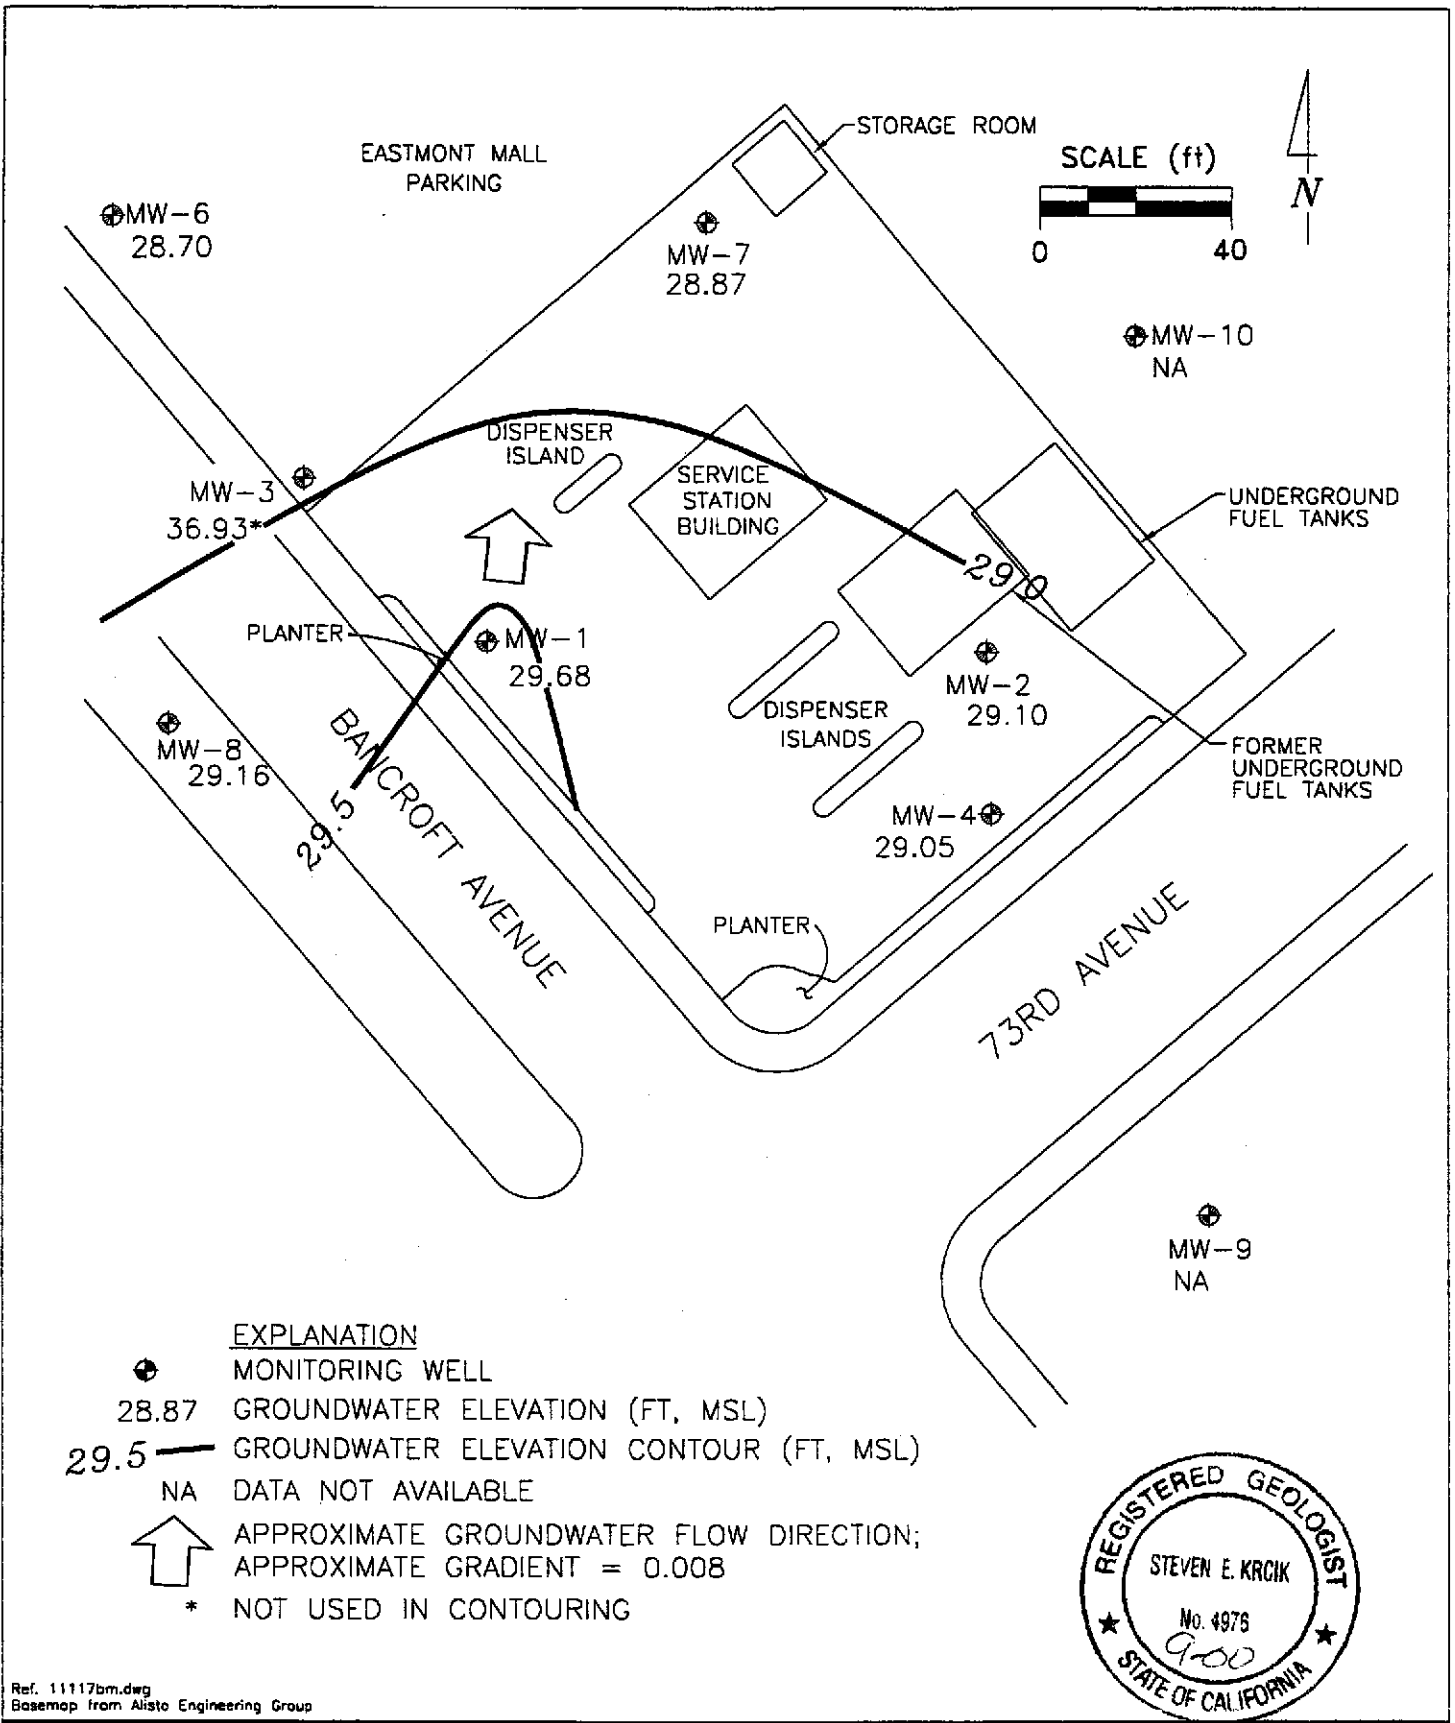 STORAGE ROOM
EASTMONT MALL
PARKING
SCALE (ft)
0 40
N
MW-6
28.70
MW-7
28.87
MW-10
NA
DISPENSER
ISLAND
SERVICE
STATION
BUILDING
MW-3
36.93*
UNDERGROUND
FUEL TANKS
29.0
PLANTER
MW-1
29.68
MW-2
29.10
DISPENSER
ISLANDS
MW-8
29.16
29.5
BANCROFT AVENUE
FORMER
UNDERGROUND
FUEL TANKS
MW-4
29.05
PLANTER
73RD AVENUE
MW-9
NA
EXPLANATION
MONITORING WELL
28.87 GROUNDWATER ELEVATION (FT, MSL)
29.5 GROUNDWATER ELEVATION CONTOUR (FT, MSL)
NA DATA NOT AVAILABLE
APPROXIMATE GROUNDWATER FLOW DIRECTION;
APPROXIMATE GRADIENT = 0.008
* NOT USED IN CONTOURING
REGISTERED GEOLOGIST
STEVEN E. KRCIK
No. 4976
9-00
STATE OF CALIFORNIA
Ref. 11117bm.dwg
Basemap from Alisto Engineering Group